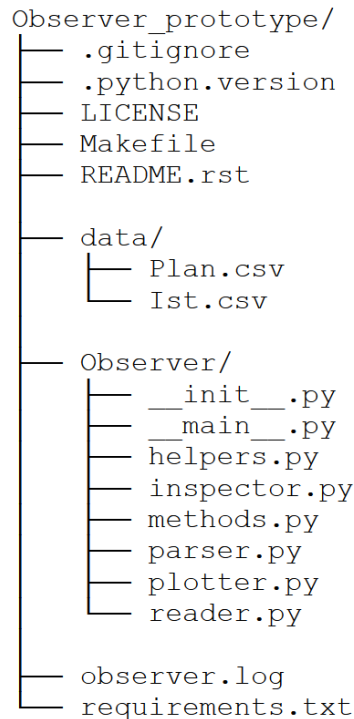 Observer_prototype/
├── .gitignore
├── .python.version
├── LICENSE
├── Makefile
├── README.rst
├── data/
├── Plan.csv
└── Ist.csv
├── Observer/
├── __init__.py
├── __main__.py
├── helpers.py
├── inspector.py
├── methods.py
├── parser.py
├── plotter.py
└── reader.py
├── observer.log
└── requirements.txt